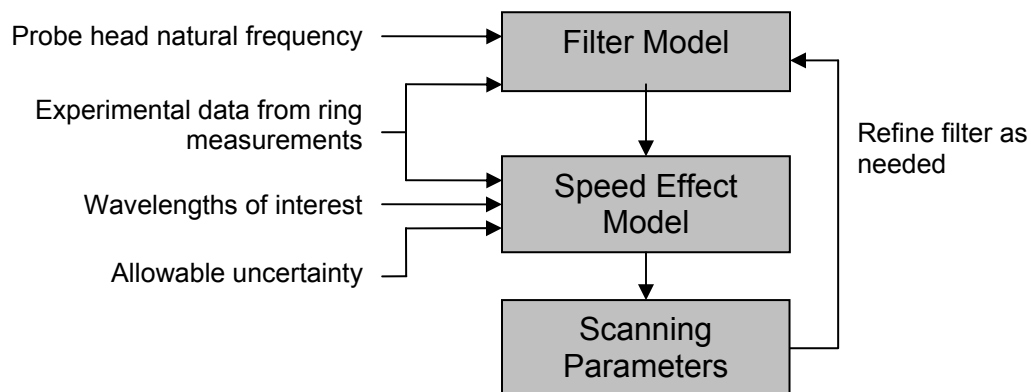 Probe head natural frequency
Filter Model
Experimental data from ring
measurements
Refine filter as
needed
Wavelengths of interest
Speed Effect
Model
Allowable uncertainty
Scanning
Parameters